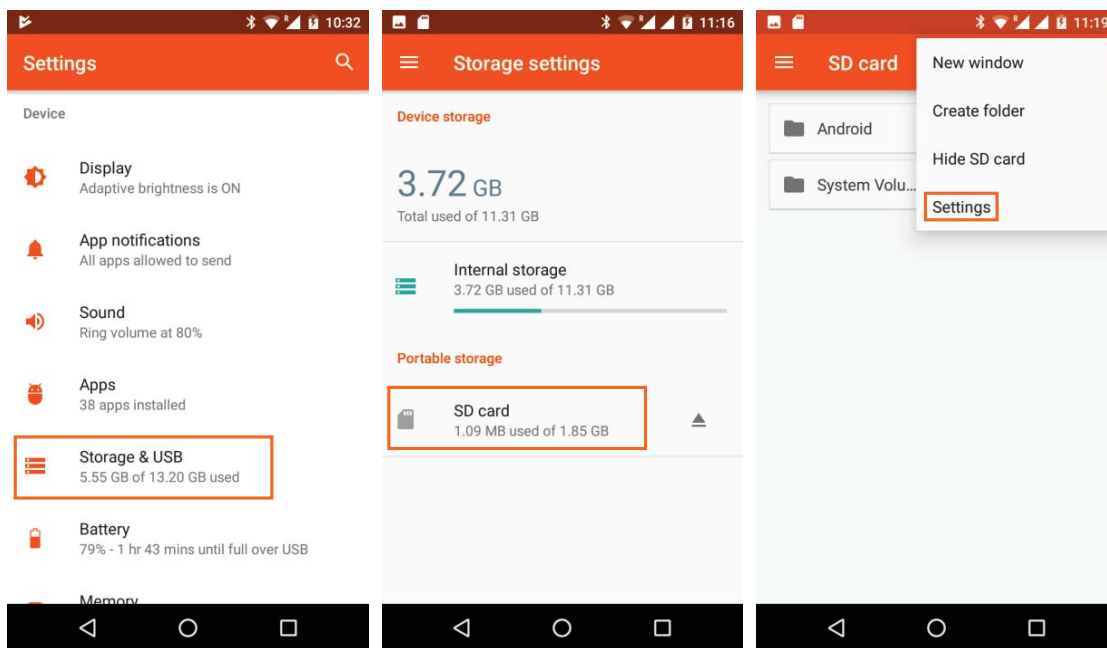 R 10:32
Settings
Device
Display
Adaptive brightness is ON
App notifications
All apps allowed to send
Sound
Ring volume at 80%
Apps
38 apps installed
Storage & USB
5.55 GB of 13.20 GB used
Battery
79% - 1 hr 43 mins until full over USB
Memory
R 11:16
Storage settings
Device storage
3.72 GB
Total used of 11.31 GB
Internal storage
3.72 GB used of 11.31 GB
Portable storage
SD card
1.09 MB used of 1.85 GB
R 11:19
SD card
New window
Create folder
Hide SD card
Settings
Android
System Volu...